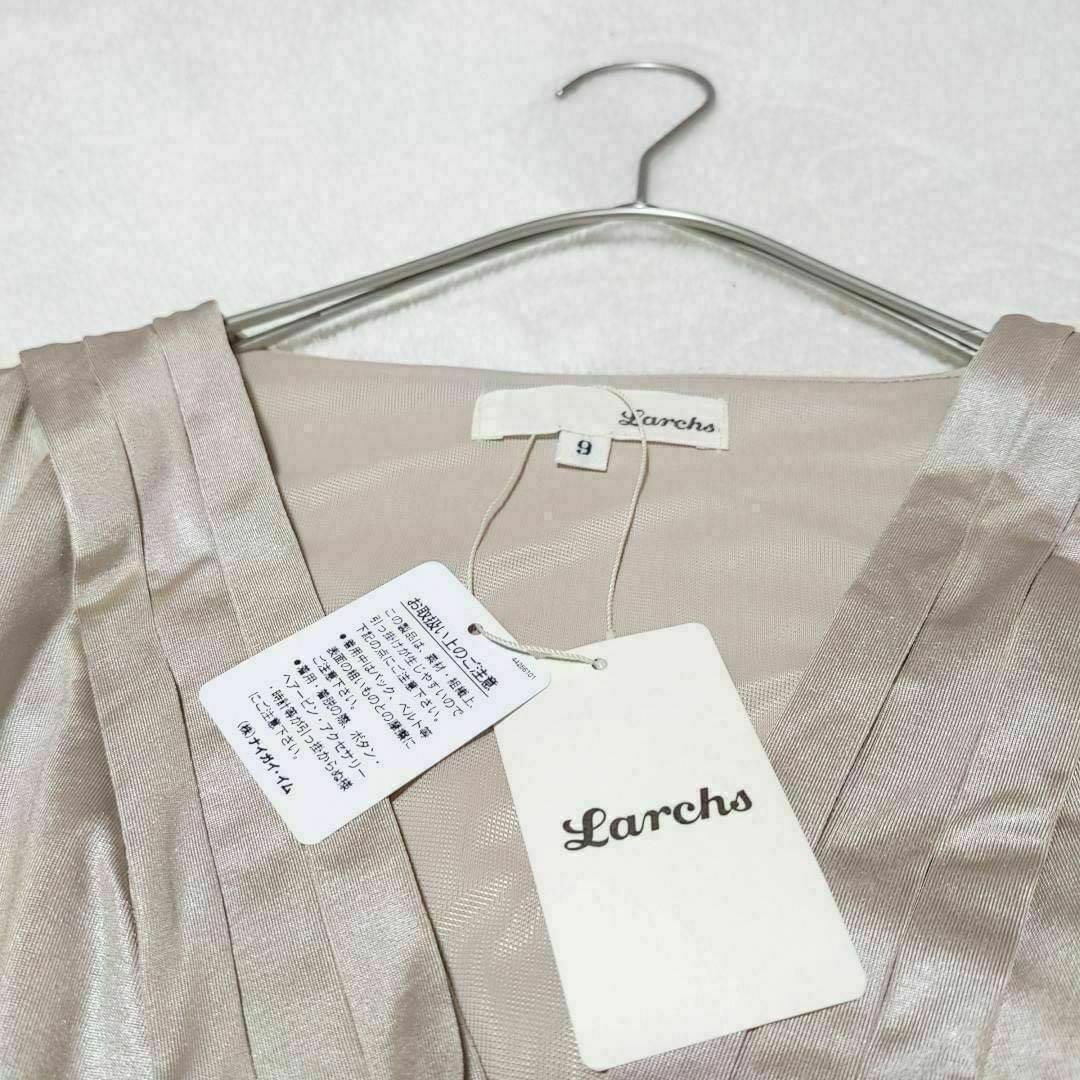 Larchs
9
お取扱い上のご注意
この製品は、素材・組織上、
引っ掛けが生じやすいので
下記の点にご注意下さい。
●着用中はバック、ベルト等
表面の粗いものとの摩擦に
ご注意下さい。
●着用・着脱の際、ボタン・
ヘアーピン・アクセサリー
・時計等が引っ掛からぬ様
にご注意下さい。
(株)ナイガイ・イム
44266101
Larchs